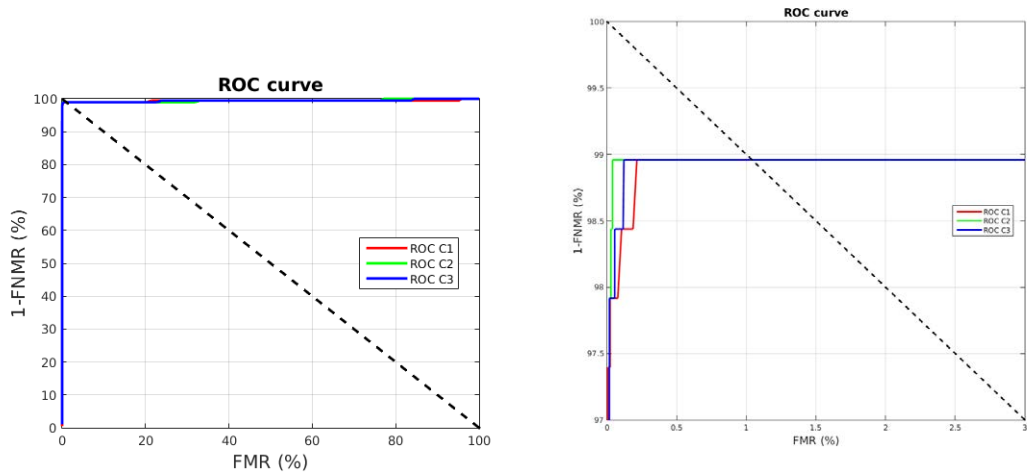 ROC curve
100
90
80
70
60
50
40
30
20
10
0
1-FNMR (%)
ROC C1
ROC C2
ROC C3
0 20 40 60 80 100
FMR (%)
ROC curve
100
99.5
99
98.5
98
97.5
97
1-FNMR (%)
ROC C1
ROC C2
ROC C3
0 0.5 1 1.5 2 2.5 3
FMR (%)